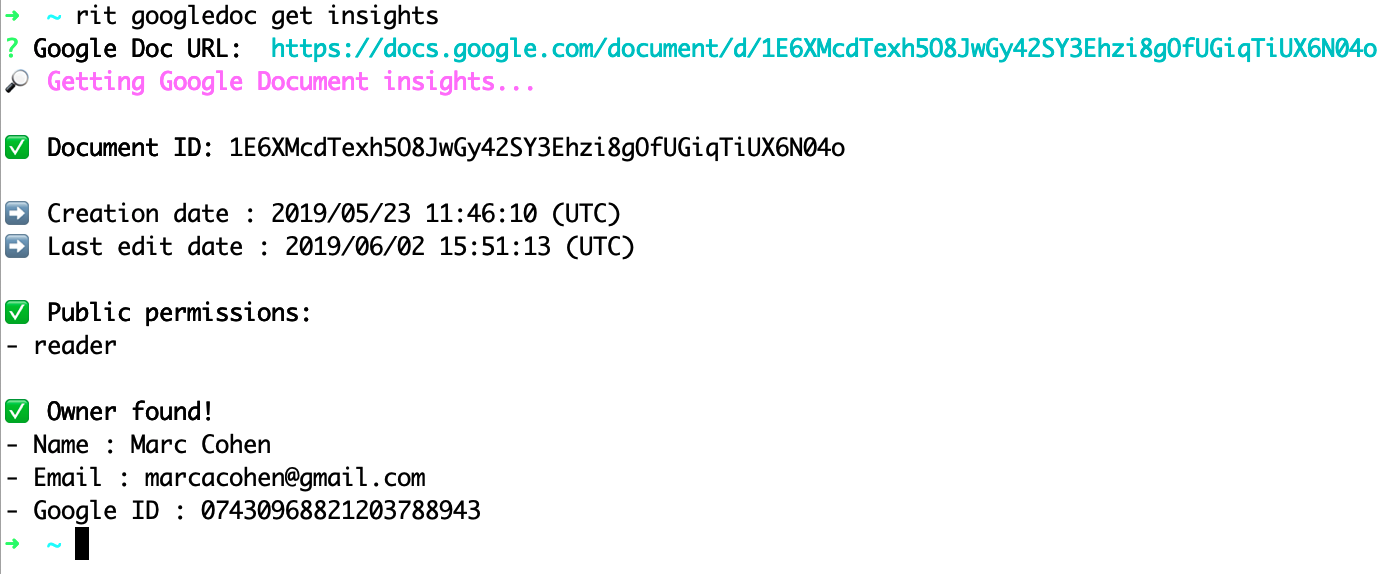 ➜ ~ rit googledoc get insights
? Google Doc URL: https://docs.google.com/document/d/1E6XMcdTexh5O8JwGy42SY3Ehzi8gOfUGiqTiUX6N04o
🔎 Getting Google Document insights...
✅ Document ID: 1E6XMcdTexh5O8JwGy42SY3Ehzi8gOfUGiqTiUX6N04o
➡️ Creation date : 2019/05/23 11:46:10 (UTC)
➡️ Last edit date : 2019/06/02 15:51:13 (UTC)
✅ Public permissions:
- reader
✅ Owner found!
- Name : Marc Cohen
- Email : marcacohen@gmail.com
- Google ID : 07430968821203788943
➜ ~